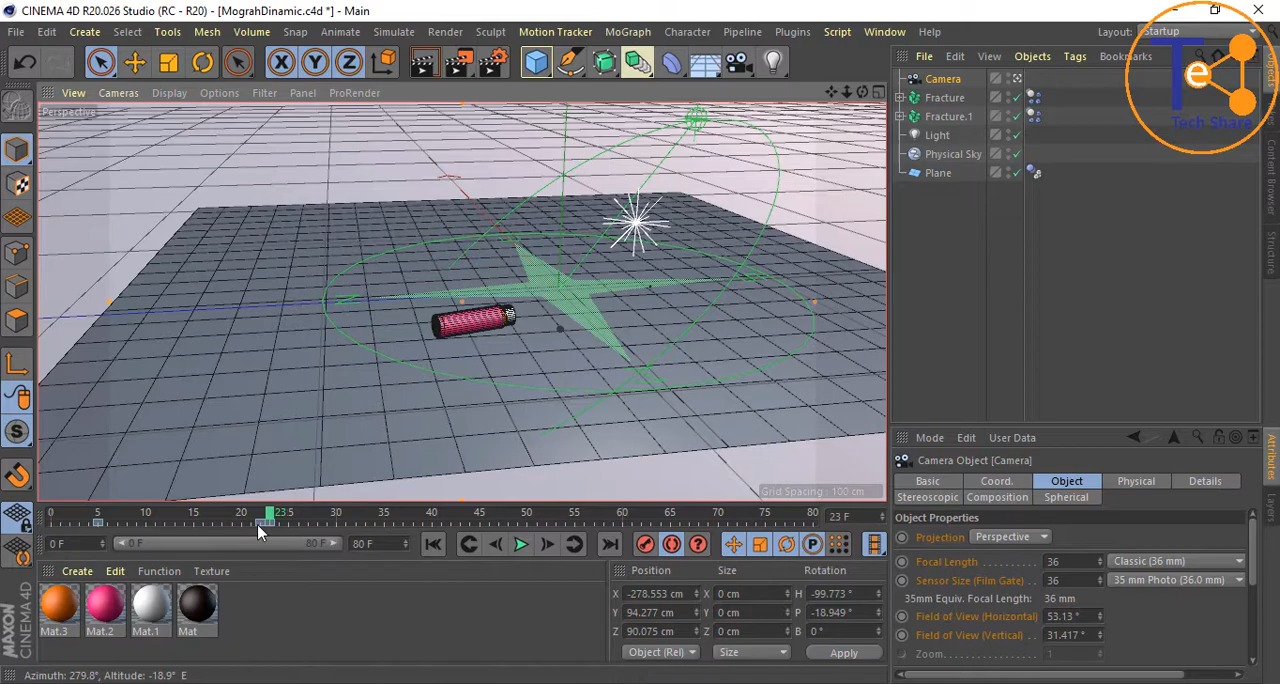 CINEMA 4D R20.026 Studio (RC - R20) - [MograhDinamic.c4d *] - Main
File Edit Create Select Tools Mesh Volume Snap Animate Simulate Render Sculpt Motion Tracker MoGraph Character Pipeline Plugins Script Window Help Layout: Startup
X Y Z
File Edit View Objects Tags Bookmarks
View Cameras Display Options Filter Panel ProRender
Perspective
Camera
Fracture
Fracture.1
Light
Physical Sky
Plane
Tech Share
Objects
Content Browser
Structure
Grid Spacing : 100 cm
Mode Edit User Data
Camera Object [Camera]
Basic Coord. Object Physical Details
Stereoscopic Composition Spherical
Attributes
Object Properties
Projection Perspective
Focal Length 36 Classic (36 mm)
Sensor Size (Film Gate) 36 35 mm Photo (36.0 mm)
35mm Equiv. Focal Length: 36 mm
Field of View (Horizontal) 53.13 °
Field of View (Vertical) 31.417 °
Zoom
0 5 10 15 20 23.5 30 35 40 45 50 55 60 65 70 75 80 23 F
0 F 0 F 80 F 80 F
Create Edit Function Texture
Mat.3 Mat.2 Mat.1 Mat
Position Size Rotation
X -278.553 cm X 0 cm H -99.773 °
Y 94.277 cm Y 0 cm P -18.949 °
Z 90.075 cm Z 0 cm B 0 °
Object (Rel) Size Apply
MAXON CINEMA 4D
Azimuth: 279.8°, Altitude: -18.9° E